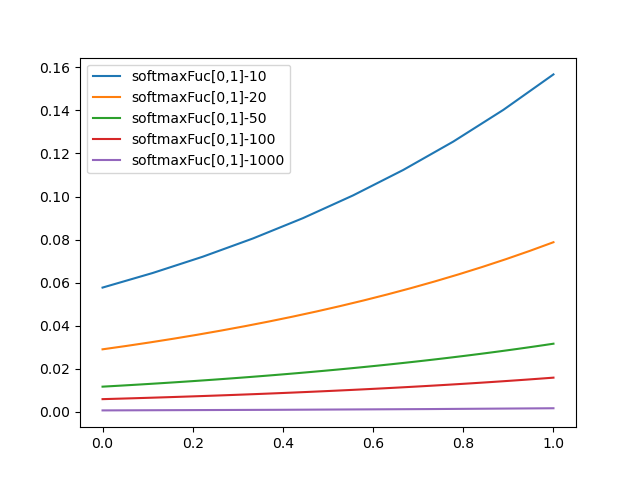 0.16
0.14
0.12
0.10
0.08
0.06
0.04
0.02
0.00
softmaxFuc[0,1]-10
softmaxFuc[0,1]-20
softmaxFuc[0,1]-50
softmaxFuc[0,1]-100
softmaxFuc[0,1]-1000
0.0 0.2 0.4 0.6 0.8 1.0